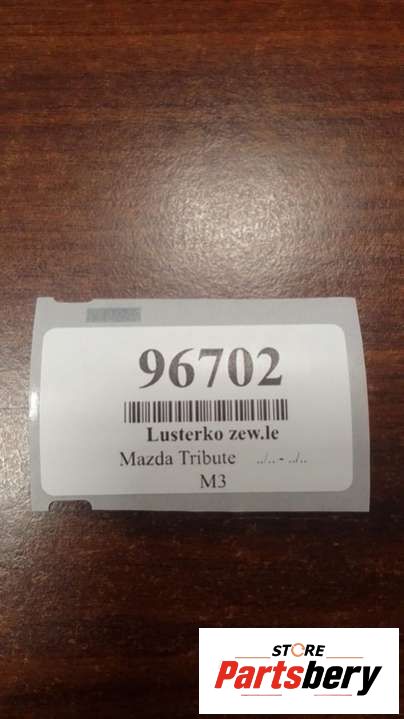 96702
Lusterko zew.le
Mazda Tribute ../.. - ../..
M3
STORE
Partsbery